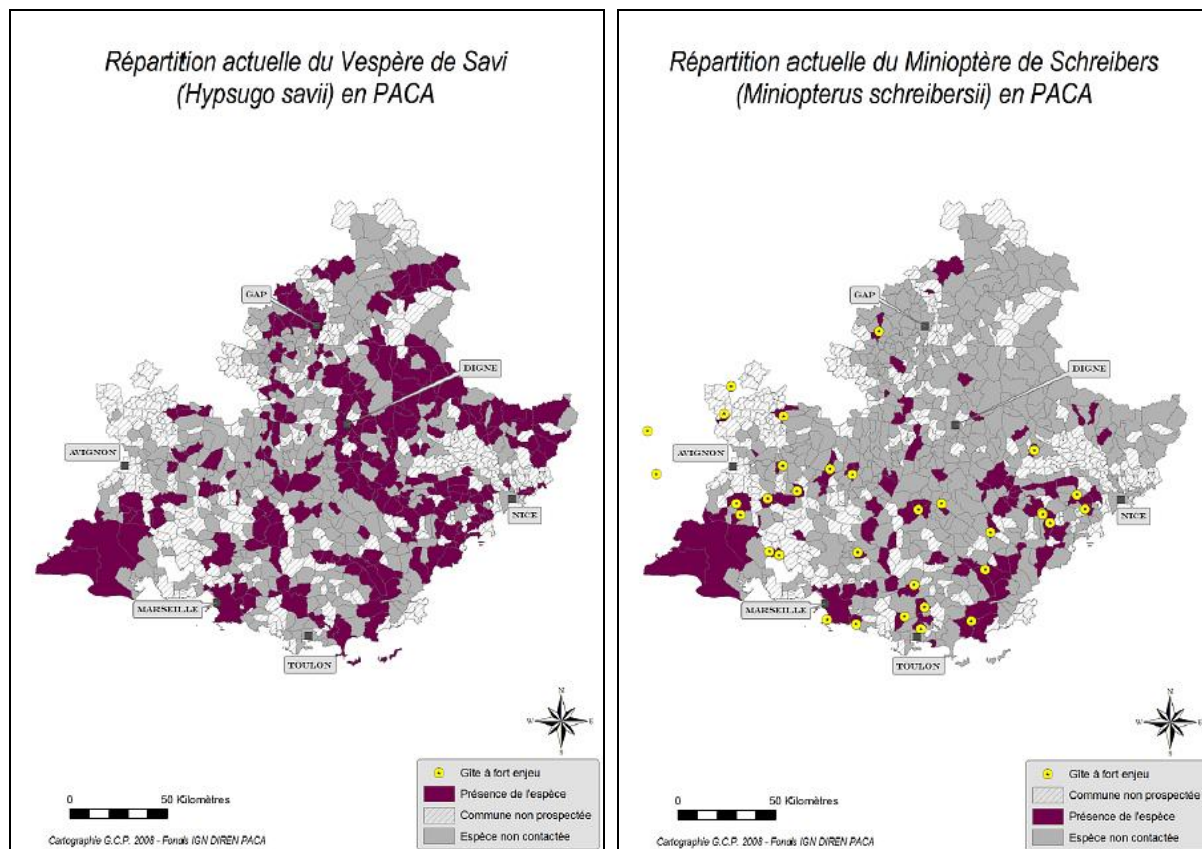 Répartition actuelle du Vespère de Savi
(Hypsugo savii) en PACA
GAP
DIGNE
AVIGNON
NICE
MARSEILLE
TOULON
N
W
E
S
0
50 Kilomètres
Gîte à fort enjeu
Présence de l'espèce
Commune non prospectée
Espèce non contactée
Cartographie G.C.P. 2008 - Fonds IGN DIREN PACA
Répartition actuelle du Minioptère de Schreibers
(Miniopterus schreibersii) en PACA
GAP
DIGNE
AVIGNON
NICE
MARSEILLE
TOULON
N
W
E
S
0
50 Kilomètres
Gîte à fort enjeu
Commune non prospectée
Présence de l'espèce
Espèce non contactée
Cartographie G.C.P. 2008 - Fonds IGN DIREN PACA